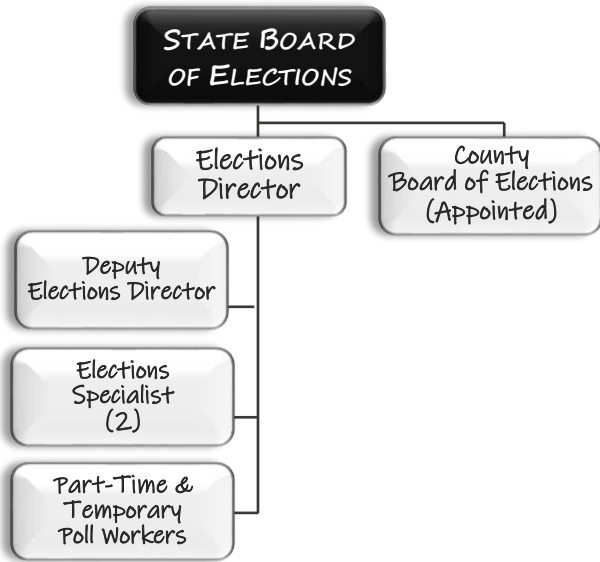 STATE BOARD
OF ELECTIONS
Elections
Director
County
Board of Elections
(Appointed)
Deputy
Elections Director
Elections
Specialist
(2)
Part-Time &
Temporary
Poll Workers